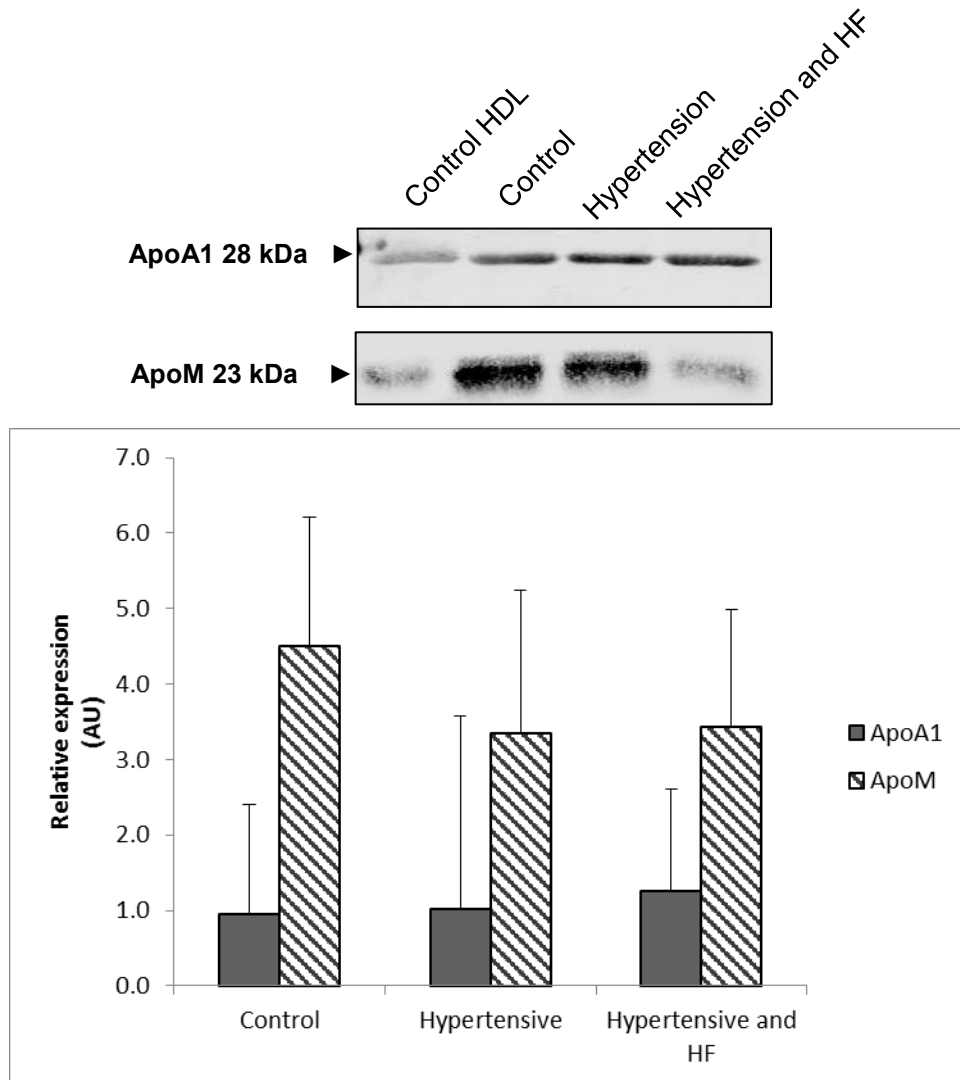 Control HDL
Control
Hypertension
Hypertension and HF
ApoA1 28 kDa ►
ApoM 23 kDa ►
7.0
6.0
5.0
4.0
3.0
2.0
1.0
0.0
Relative expression
(AU)
Control
Hypertensive
Hypertensive and
HF
ApoA1
ApoM